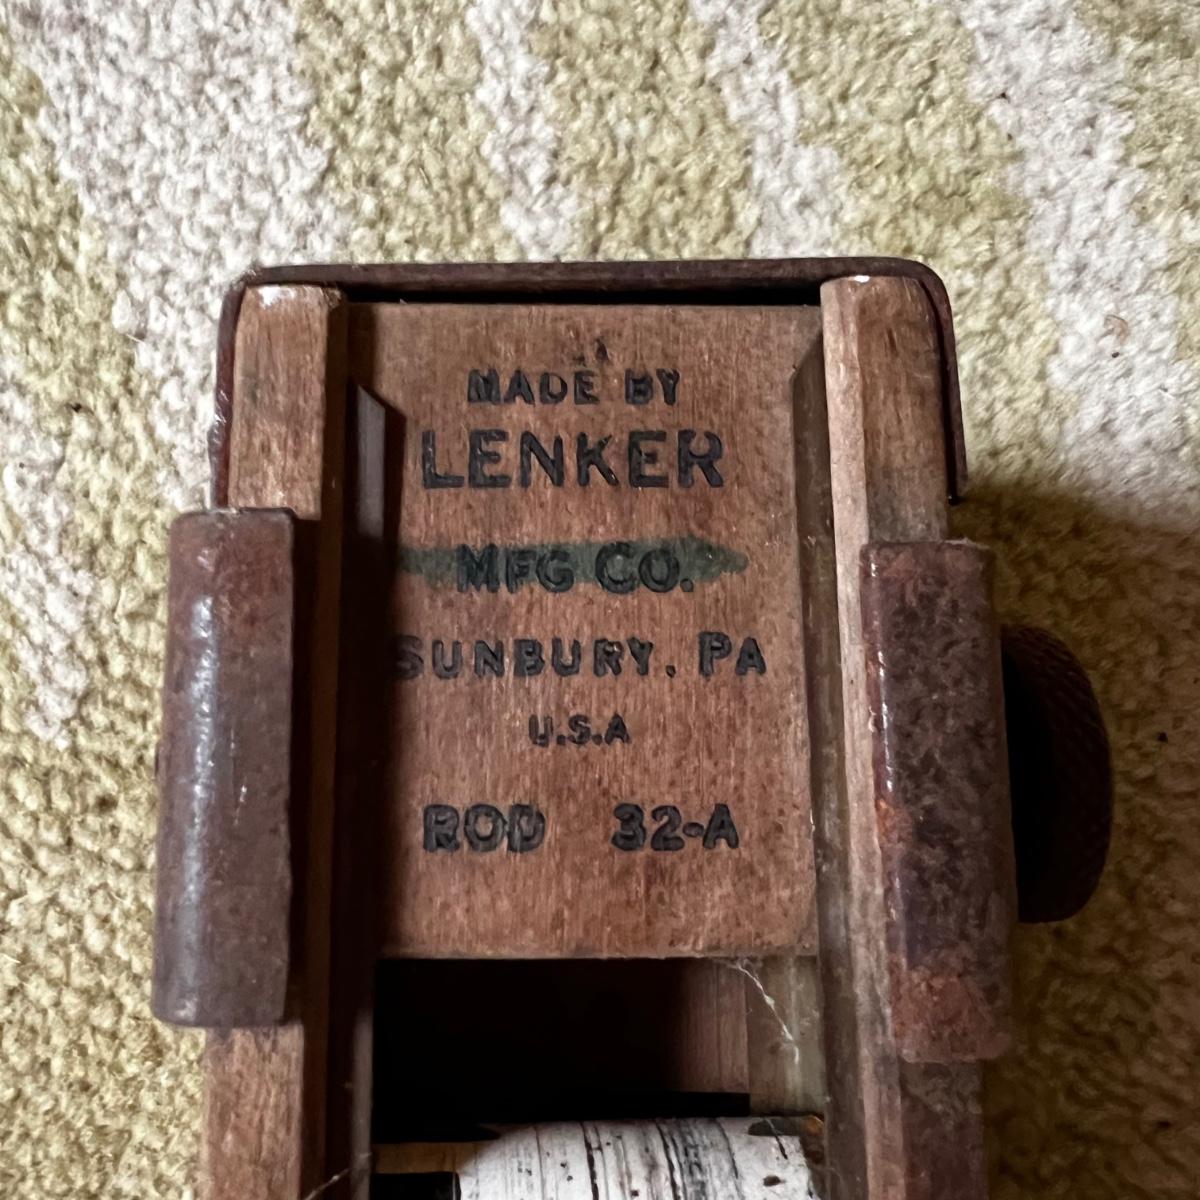 MADE BY
LENKER
MFG CO.
SUNBURY, PA
U.S.A
ROD 32-A